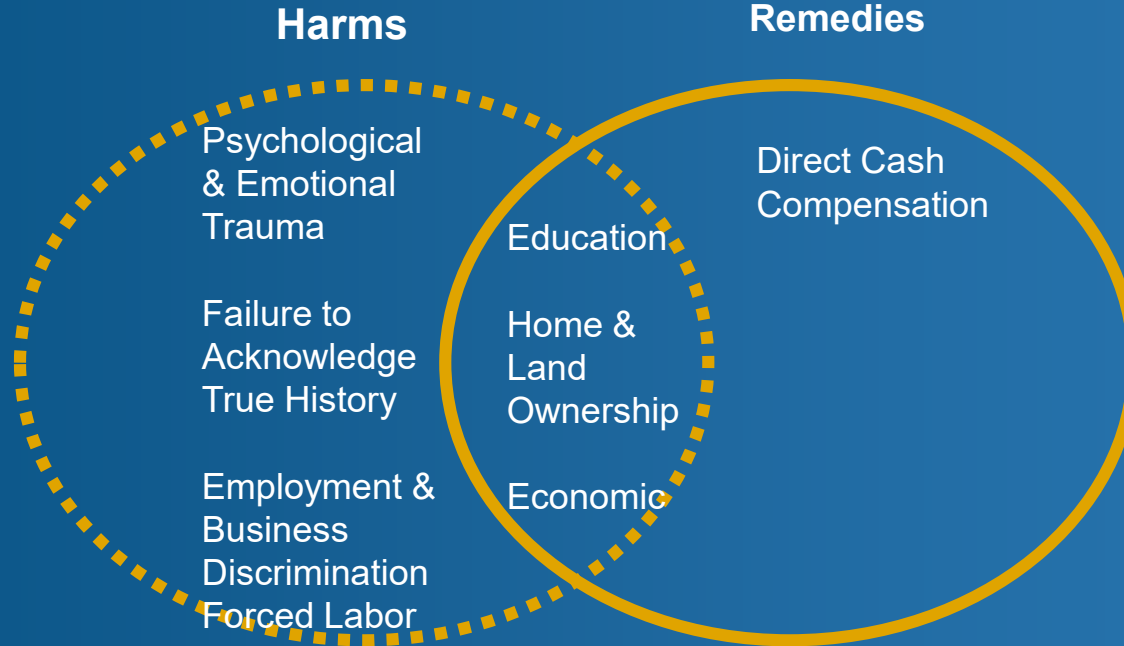 Harms
Remedies
Psychological
& Emotional
Trauma
Failure to
Acknowledge
True History
Employment &
Business
Discrimination
Forced Labor
Education
Home &
Land
Ownership
Economic
Direct Cash
Compensation